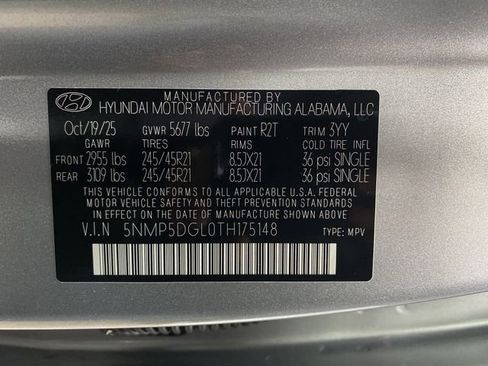 MANUFACTURED BY
HYUNDAI MOTOR MANUFACTURING ALABAMA, LLC
Oct/19/25 GVWR 5677 lbs PAINT R2T TRIM 3YY
GAWR TIRES RIMS COLD TIRE INFL
FRONT 2955 lbs 245/45R21 8.5JX21 36 psi SINGLE
REAR 3109 lbs 245/45R21 8.5JX21 36 psi SINGLE
THIS VEHICLE CONFORMS TO ALL APPLICABLE U.S.A. FEDERAL
MOTOR VEHICLE SAFETY AND THEFT PREVENTION STANDARDS IN
EFFECT ON THE DATE OF MANUFACTURE SHOWN ABOVE.
V.I.N 5NMP5DGL0TH175148 TYPE: MPV